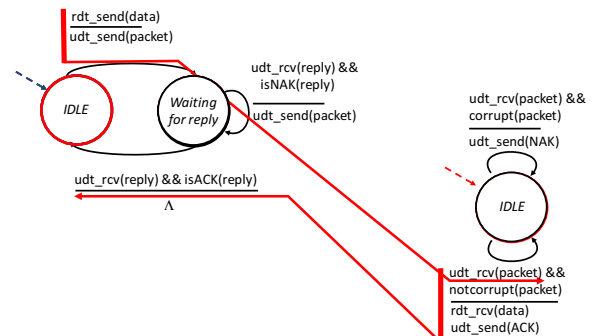 rdt_send(data)
udt_send(packet)
IDLE
Waiting
for reply
udt_rcv(reply) &&
isNAK(reply)
udt_send(packet)
udt_rcv(reply) && isACK(reply)
Λ
udt_rcv(packet) &&
corrupt(packet)
udt_send(NAK)
IDLE
udt_rcv(packet) &&
notcorrupt(packet)
rdt_rcv(data)
udt_send(ACK)